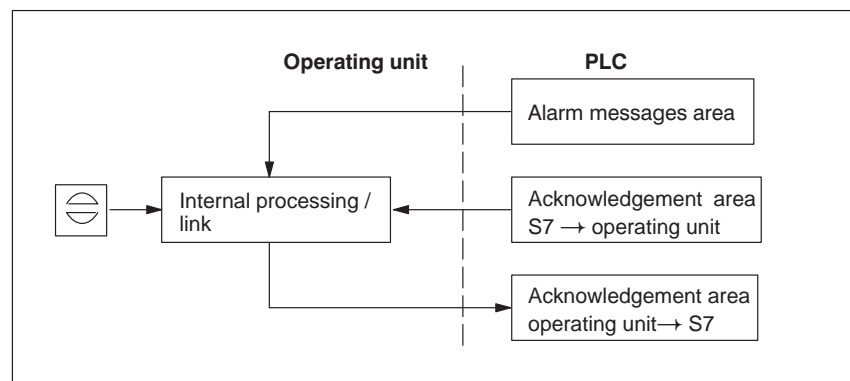 Operating unit
PLC
Alarm messages area
Internal processing /
link
Acknowledgement area
S7 → operating unit
Acknowledgement area
operating unit→ S7